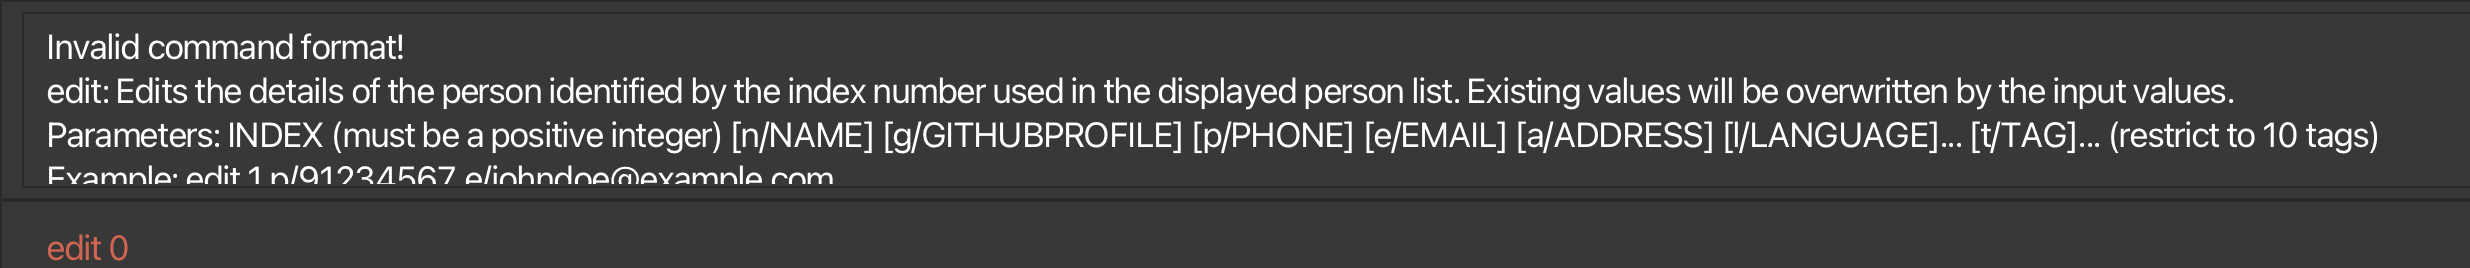 Invalid command format!
edit: Edits the details of the person identified by the index number used in the displayed person list. Existing values will be overwritten by the input values.
Parameters: INDEX (must be a positive integer) [n/NAME] [g/GITHUBPROFILE] [p/PHONE] [e/EMAIL] [a/ADDRESS] [l/LANGUAGE]... [t/TAG]... (restrict to 10 tags)
Example: edit 1 p/91234567 e/johndoe@example.com
edit 0